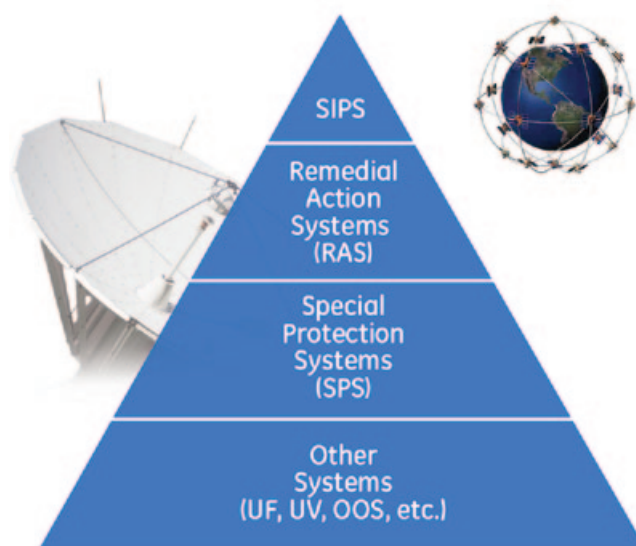 SIPS
Remedial
Action
Systems
(RAS)
Special
Protection
Systems
(SPS)
Other
Systems
(UF, UV, OOS, etc.)